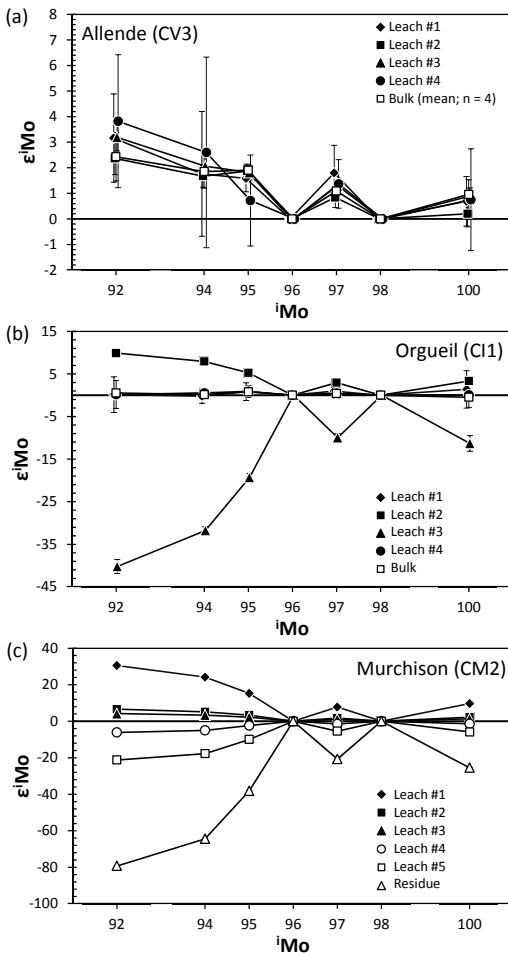 (a)
Allende (CV3)
Leach #1
Leach #2
Leach #3
Leach #4
Bulk (mean; n = 4)
8
7
6
5
4
3
2
1
0
-1
-2
εⁱMo
92 94 95 96 97 98 100
ⁱMo
(b)
Orgueil (CI1)
15
5
-5
-15
-25
-35
-45
εⁱMo
Leach #1
Leach #2
Leach #3
Leach #4
Bulk
92 94 95 96 97 98 100
ⁱMo
(c)
Murchison (CM2)
40
20
0
-20
-40
-60
-80
-100
εⁱMo
Leach #1
Leach #2
Leach #3
Leach #4
Leach #5
Residue
92 94 95 96 97 98 100
ⁱMo